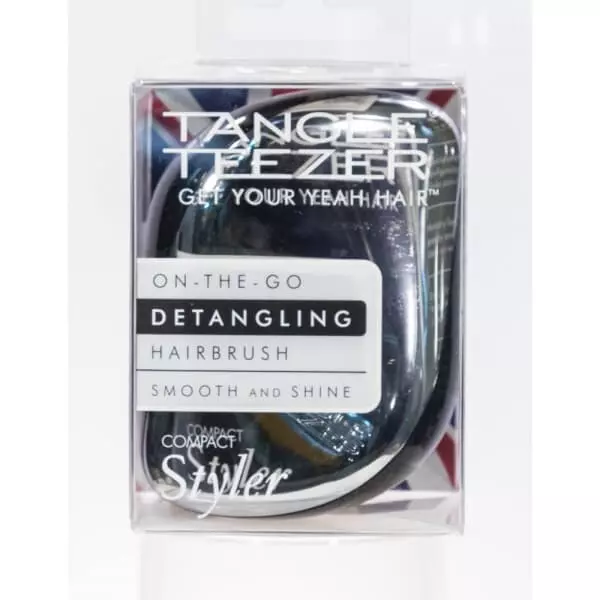 TANGLE
TEEZER
GET YOUR YEAH HAIR™
ON-THE-GO
DETANGLING
HAIRBRUSH
SMOOTH AND SHINE
COMPACT
Styler